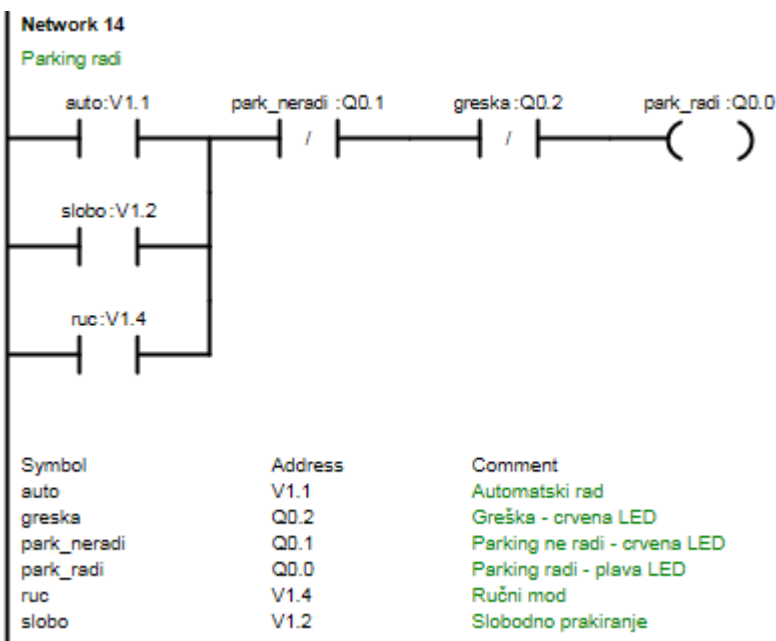 Network 14
Parking radi
auto:V1.1 park_neradi :Q0.1 greska:Q0.2 park_radi:Q0.0
/ /
slobo:V1.2
ruc:V1.4
Symbol Address Comment
auto V1.1 Automatski rad
greska Q0.2 Greška - crvena LED
park_neradi Q0.1 Parking ne radi - crvena LED
park_radi Q0.0 Parking radi - plava LED
ruc V1.4 Ručni mod
slobo V1.2 Slobodno prakiranje